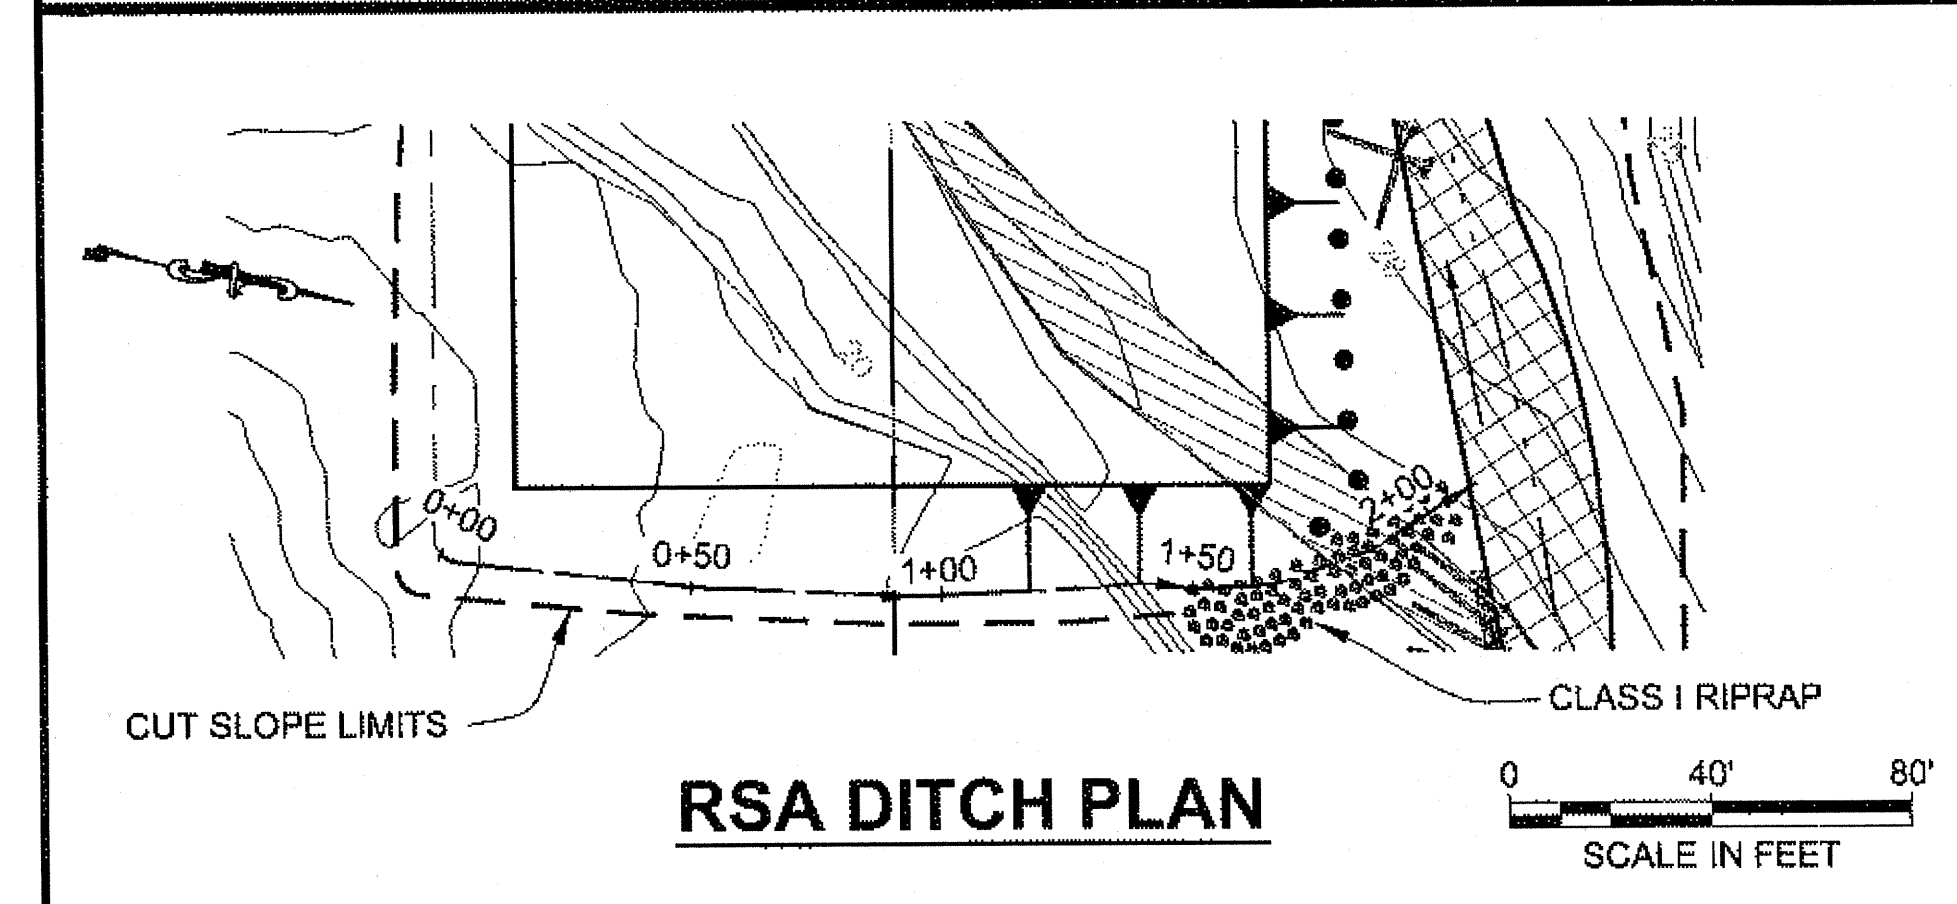 0+00
0+50
1+00
1+50
2+00
CUT SLOPE LIMITS
CLASS I RIPRAP
RSA DITCH PLAN
0 40' 80'
SCALE IN FEET